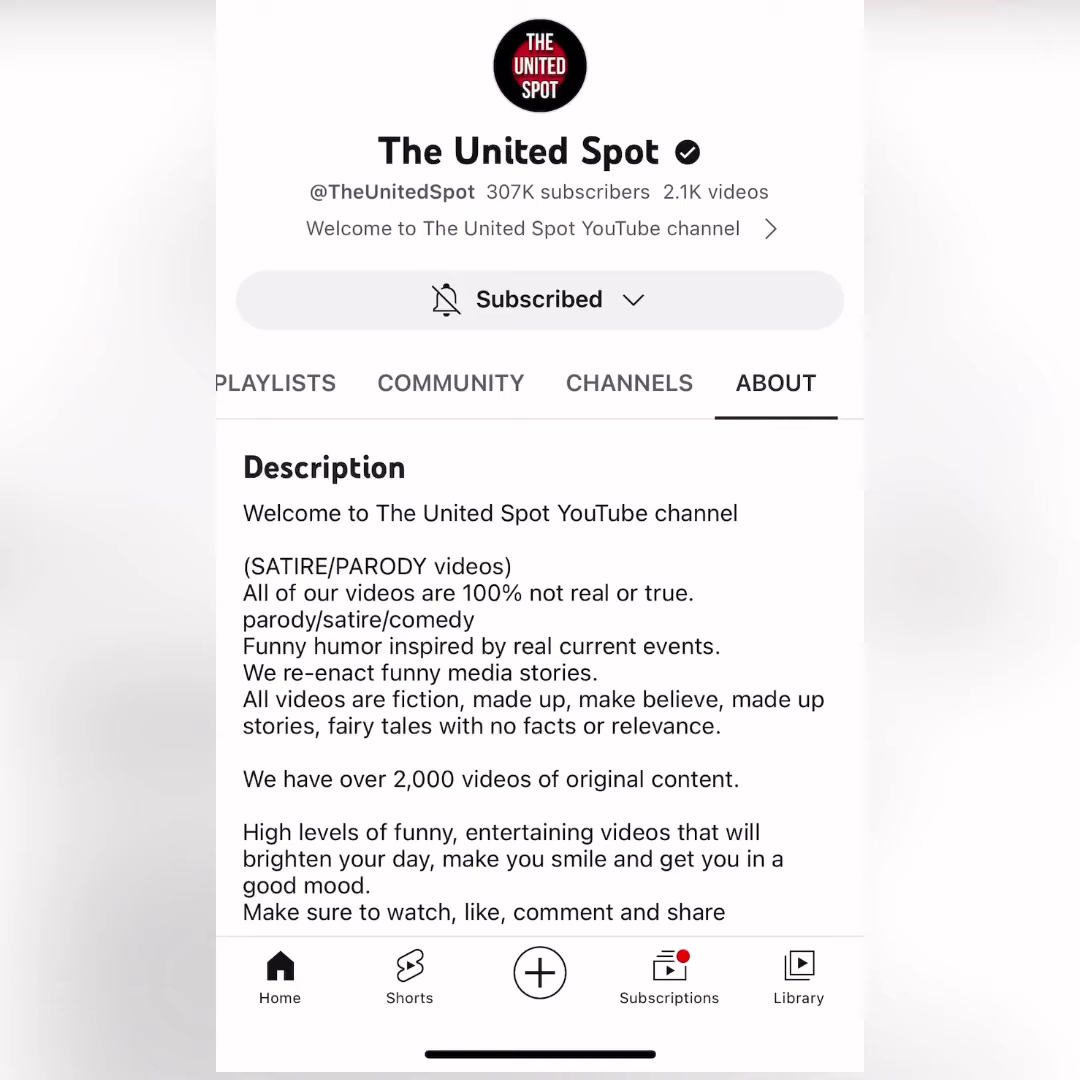 THE
UNITED
SPOT
The United Spot
@TheUnitedSpot 307K subscribers 2.1K videos
Welcome to The United Spot YouTube channel
Subscribed
PLAYLISTS COMMUNITY CHANNELS ABOUT
Description
Welcome to The United Spot YouTube channel
(SATIRE/PARODY videos)
All of our videos are 100% not real or true.
parody/satire/comedy
Funny humor inspired by real current events.
We re-enact funny media stories.
All videos are fiction, made up, make believe, made up
stories, fairy tales with no facts or relevance.
We have over 2,000 videos of original content.
High levels of funny, entertaining videos that will
brighten your day, make you smile and get you in a
good mood.
Make sure to watch, like, comment and share
Home Shorts Subscriptions Library